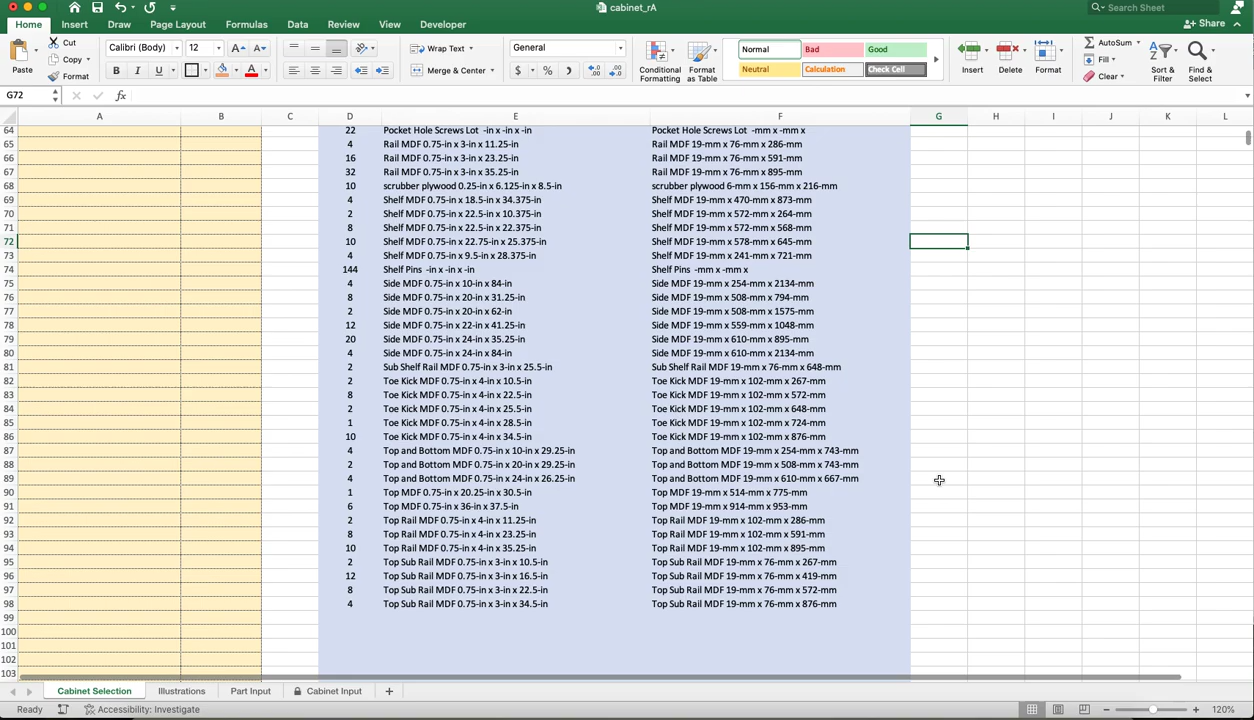 cabinet_rA
Search Sheet
Home Insert Draw Page Layout Formulas Data Review View Developer
Share
Paste
Cut
Copy
Format
Calibri (Body) 12
B I U
Wrap Text
Merge & Center
General
$ % )
Conditional Formatting
Format as Table
Normal Bad Good
Neutral Calculation Check Cell
Insert Delete Format
AutoSum
Fill
Clear
Sort & Filter
Find & Select
G72 fx
A B C D E F G H I J K L
64 22 Pocket Hole Screws Lot -in x -in x -in Pocket Hole Screws Lot -mm x -mm x
65 4 Rail MDF 0.75-in x 3-in x 11.25-in Rail MDF 19-mm x 76-mm x 286-mm
66 16 Rail MDF 0.75-in x 3-in x 23.25-in Rail MDF 19-mm x 76-mm x 591-mm
67 32 Rail MDF 0.75-in x 3-in x 35.25-in Rail MDF 19-mm x 76-mm x 895-mm
68 10 scrubber plywood 0.25-in x 6.125-in x 8.5-in scrubber plywood 6-mm x 156-mm x 216-mm
69 4 Shelf MDF 0.75-in x 18.5-in x 34.375-in Shelf MDF 19-mm x 470-mm x 873-mm
70 2 Shelf MDF 0.75-in x 22.5-in x 10.375-in Shelf MDF 19-mm x 572-mm x 264-mm
71 8 Shelf MDF 0.75-in x 22.5-in x 22.375-in Shelf MDF 19-mm x 572-mm x 568-mm
72 10 Shelf MDF 0.75-in x 22.75-in x 25.375-in Shelf MDF 19-mm x 578-mm x 645-mm
73 4 Shelf MDF 0.75-in x 9.5-in x 28.375-in Shelf MDF 19-mm x 241-mm x 721-mm
74 144 Shelf Pins -in x -in x -in Shelf Pins -mm x -mm x
75 4 Side MDF 0.75-in x 10-in x 84-in Side MDF 19-mm x 254-mm x 2134-mm
76 8 Side MDF 0.75-in x 20-in x 31.25-in Side MDF 19-mm x 508-mm x 794-mm
77 2 Side MDF 0.75-in x 20-in x 62-in Side MDF 19-mm x 508-mm x 1575-mm
78 12 Side MDF 0.75-in x 22-in x 41.25-in Side MDF 19-mm x 559-mm x 1048-mm
79 20 Side MDF 0.75-in x 24-in x 35.25-in Side MDF 19-mm x 610-mm x 895-mm
80 4 Side MDF 0.75-in x 24-in x 84-in Side MDF 19-mm x 610-mm x 2134-mm
81 2 Sub Shelf Rail MDF 0.75-in x 3-in x 25.5-in Sub Shelf Rail MDF 19-mm x 76-mm x 648-mm
82 2 Toe Kick MDF 0.75-in x 4-in x 10.5-in Toe Kick MDF 19-mm x 102-mm x 267-mm
83 8 Toe Kick MDF 0.75-in x 4-in x 22.5-in Toe Kick MDF 19-mm x 102-mm x 572-mm
84 2 Toe Kick MDF 0.75-in x 4-in x 25.5-in Toe Kick MDF 19-mm x 102-mm x 648-mm
85 1 Toe Kick MDF 0.75-in x 4-in x 28.5-in Toe Kick MDF 19-mm x 102-mm x 724-mm
86 10 Toe Kick MDF 0.75-in x 4-in x 34.5-in Toe Kick MDF 19-mm x 102-mm x 876-mm
87 4 Top and Bottom MDF 0.75-in x 10-in x 29.25-in Top and Bottom MDF 19-mm x 254-mm x 743-mm
88 2 Top and Bottom MDF 0.75-in x 20-in x 29.25-in Top and Bottom MDF 19-mm x 508-mm x 743-mm
89 4 Top and Bottom MDF 0.75-in x 24-in x 26.25-in Top and Bottom MDF 19-mm x 610-mm x 667-mm
90 1 Top MDF 0.75-in x 20.25-in x 30.5-in Top MDF 19-mm x 514-mm x 775-mm
91 6 Top MDF 0.75-in x 36-in x 37.5-in Top MDF 19-mm x 914-mm x 953-mm
92 2 Top Rail MDF 0.75-in x 4-in x 11.25-in Top Rail MDF 19-mm x 102-mm x 286-mm
93 8 Top Rail MDF 0.75-in x 4-in x 23.25-in Top Rail MDF 19-mm x 102-mm x 591-mm
94 10 Top Rail MDF 0.75-in x 4-in x 35.25-in Top Rail MDF 19-mm x 102-mm x 895-mm
95 2 Top Sub Rail MDF 0.75-in x 3-in x 10.5-in Top Sub Rail MDF 19-mm x 76-mm x 267-mm
96 12 Top Sub Rail MDF 0.75-in x 3-in x 16.5-in Top Sub Rail MDF 19-mm x 76-mm x 419-mm
97 8 Top Sub Rail MDF 0.75-in x 3-in x 22.5-in Top Sub Rail MDF 19-mm x 76-mm x 572-mm
98 4 Top Sub Rail MDF 0.75-in x 3-in x 34.5-in Top Sub Rail MDF 19-mm x 76-mm x 876-mm
99
100
101
102
103
Cabinet Selection Illustrations Part Input Cabinet Input +
Ready Accessibility: Investigate 120%